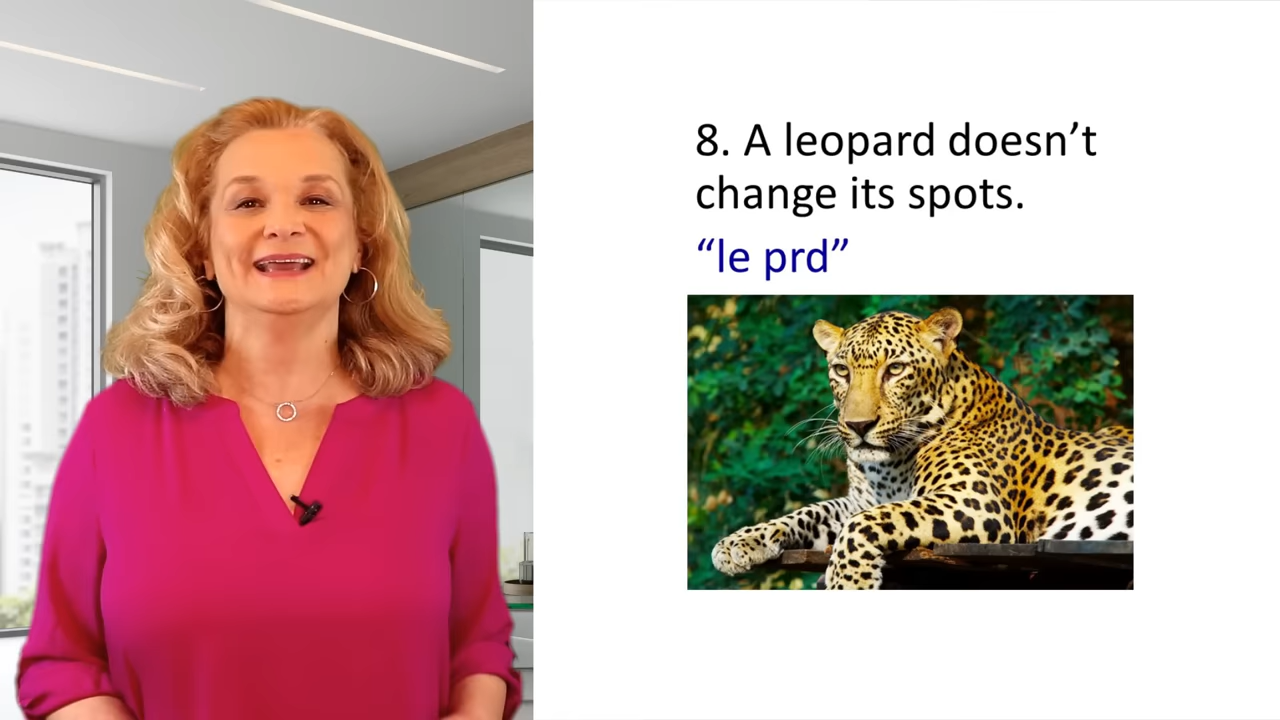 8. A leopard doesn’t
change its spots.
“le prd”